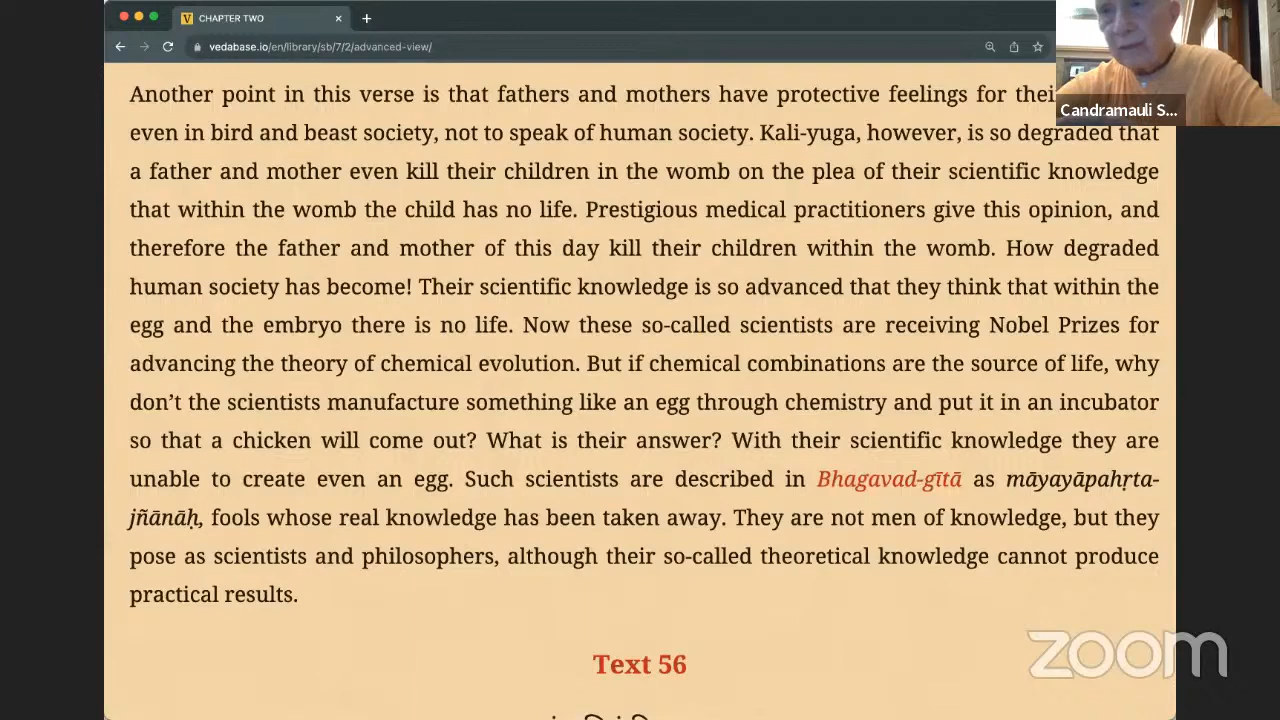 CHAPTER TWO
vedabase.io/en/library/sb/7/2/advanced-view/
Candramauli S...
Another point in this verse is that fathers and mothers have protective feelings for
even in bird and beast society, not to speak of human society. Kali-yuga, however, is so degraded that
a father and mother even kill their children in the womb on the plea of their scientific knowledge
that within the womb the child has no life. Prestigious medical practitioners give this opinion, and
therefore the father and mother of this day kill their children within the womb. How degraded
human society has become! Their scientific knowledge is so advanced that they think that within the
egg and the embryo there is no life. Now these so-called scientists are receiving Nobel Prizes for
advancing the theory of chemical evolution. But if chemical combinations are the source of life, why
don’t the scientists manufacture something like an egg through chemistry and put it in an incubator
so that a chicken will come out? What is their answer? With their scientific knowledge they are
unable to create even an egg. Such scientists are described in Bhagavad-gītā as māyayāpahṛta-
jñānāḥ, fools whose real knowledge has been taken away. They are not men of knowledge, but they
pose as scientists and philosophers, although their so-called theoretical knowledge cannot produce
practical results.
Text 56
zoom